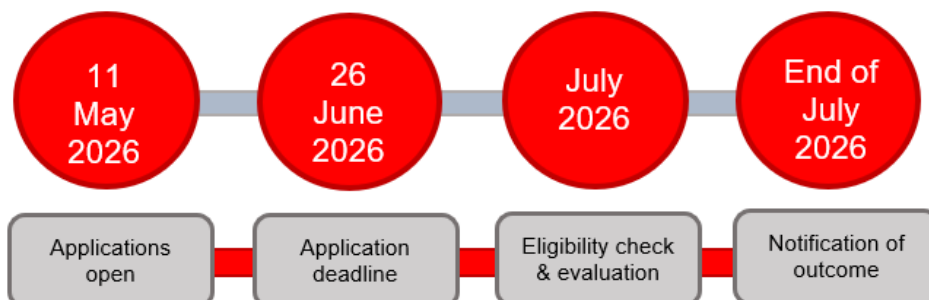 11
May
2026
26
June
2026
July
2026
End of
July
2026
Applications
open
Application
deadline
Eligibility check
& evaluation
Notification of
outcome